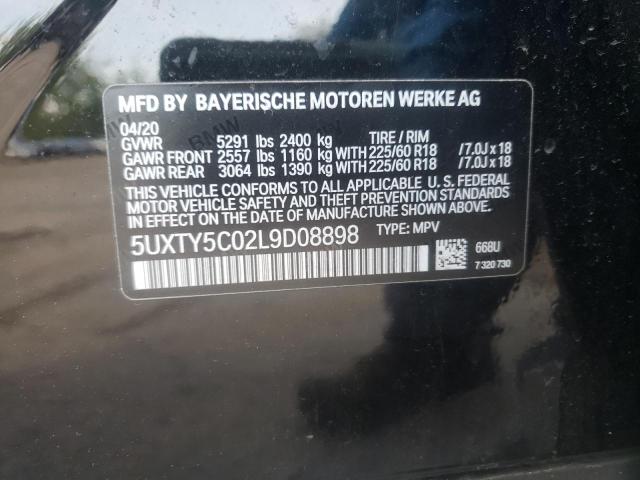 MFD BY BAYERISCHE MOTOREN WERKE AG
04/20
GVWR 5291 lbs 2400 kg TIRE / RIM
GAWR FRONT 2557 lbs 1160 kg WITH 225/60 R18 /7.0J x 18
GAWR REAR 3064 lbs 1390 kg WITH 225/60 R18 /7.0J x 18
THIS VEHICLE CONFORMS TO ALL APPLICABLE U. S. FEDERAL
MOTOR VEHICLE SAFETY AND THEFT PREVENTION STANDARDS
IN EFFECT ON THE DATE OF MANUFACTURE SHOWN ABOVE.
5UXTY5C02L9D08898 TYPE: MPV
668U
7 320 730